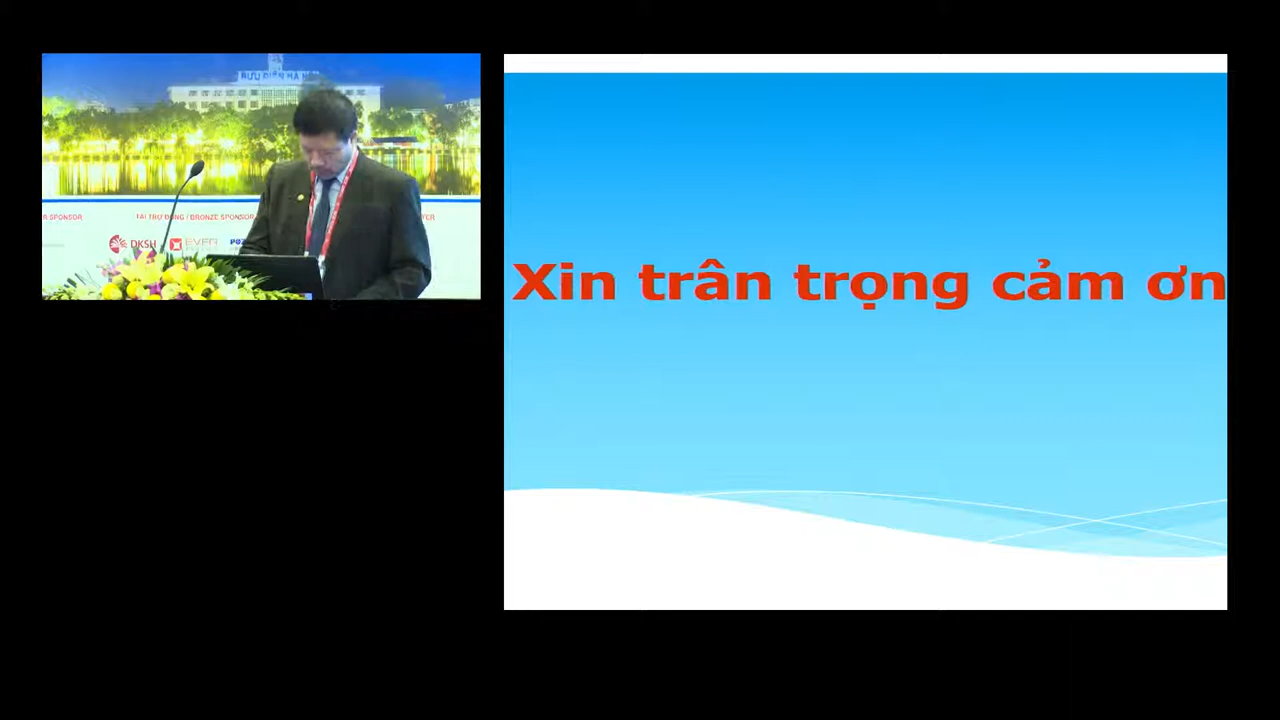 BƯU ĐIỆN HÀ NỘI
SPONSOR
TÀI TRỢ ĐỒNG / BRONZE SPONSOR
DKSH
EVER
Xin trân trọng cảm ơn